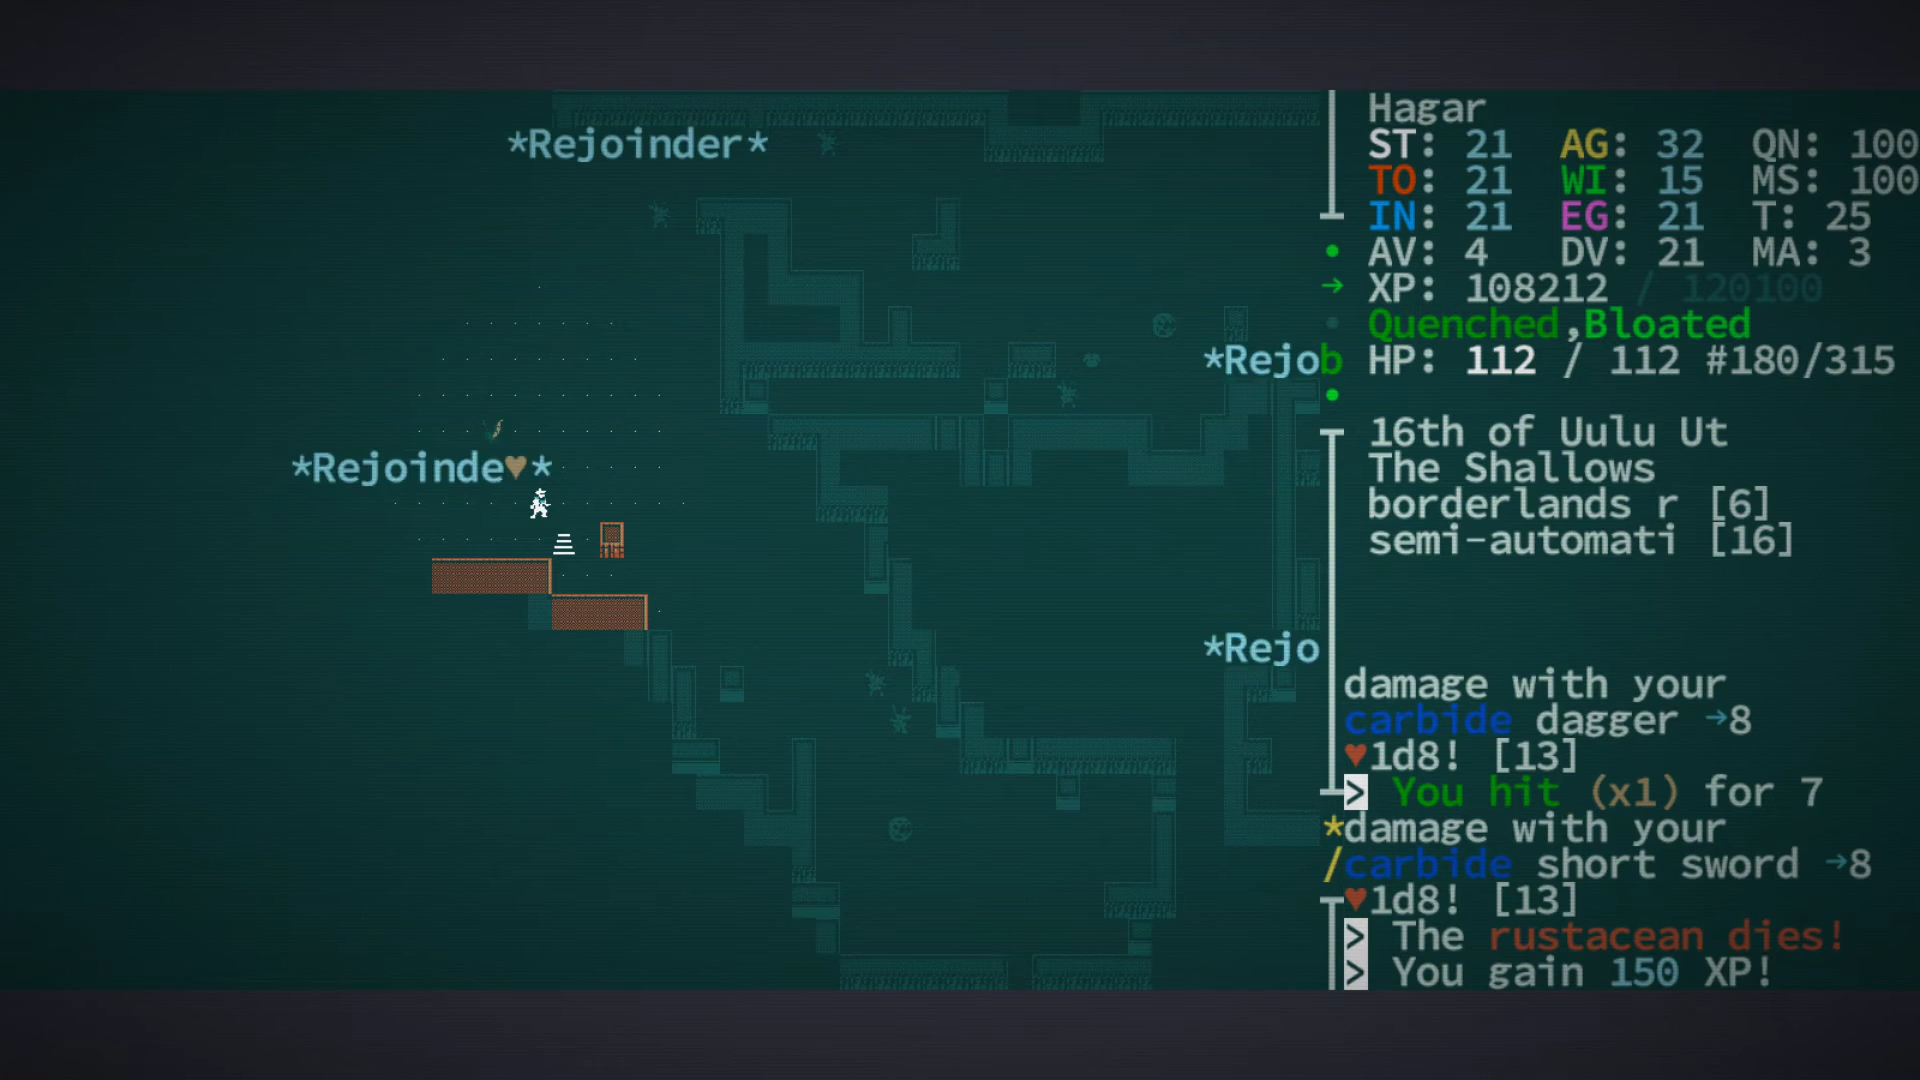 *Rejoinder*
*Rejoinde♥*
*Rejo
*Rejo
Hagar
ST: 21 AG: 32 QN: 100
TO: 21 WI: 15 MS: 100
IN: 21 EG: 21 T: 25
AV: 4 DV: 21 MA: 3
XP: 108212 / 120100
Quenched,Bloated
b HP: 112 / 112 #180/315
16th of Uulu Ut
The Shallows
borderlands r [6]
semi-automati [16]
damage with your
carbide dagger →8
♥1d8! [13]
> You hit (x1) for 7
*damage with your
/carbide short sword →8
♥1d8! [13]
> The rustacean dies!
> You gain 150 XP!